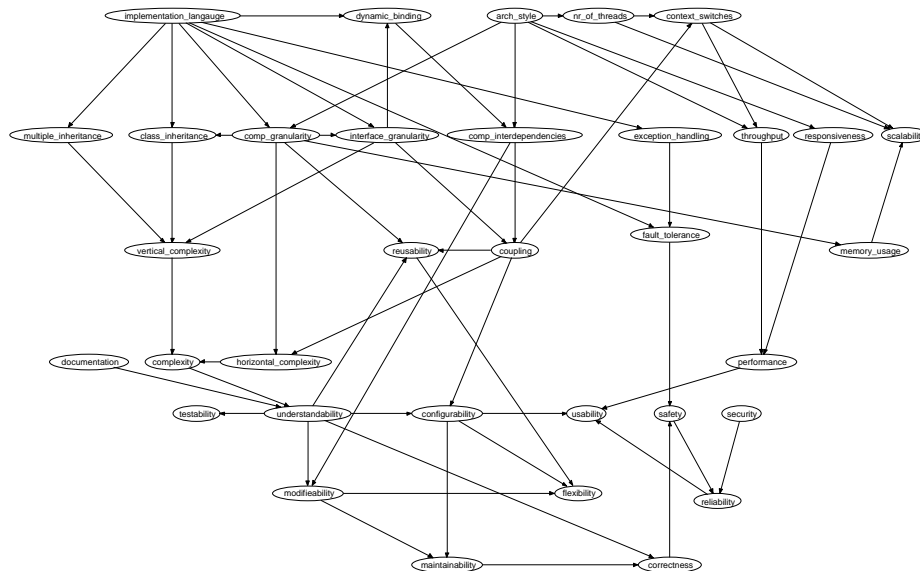 implementation_langauge
dynamic_binding
arch_style
nr_of_threads
context_switches
multiple_inheritance
class_inheritance
comp_granularity
interface_granularity
comp_interdependencies
exception_handling
throughput
responsiveness
scalability
fault_tolerance
vertical_complexity
reusability
coupling
memory_usage
documentation
complexity
horizontal_complexity
performance
testability
understandability
configurability
usability
safety
security
modifieability
flexibility
reliability
maintainability
correctness